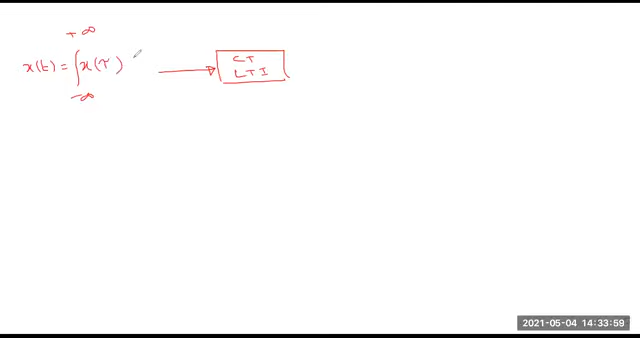 +∞
x(t) = ∫ x(τ)
-∞
CT
LTI
2021-05-04 14:33:59